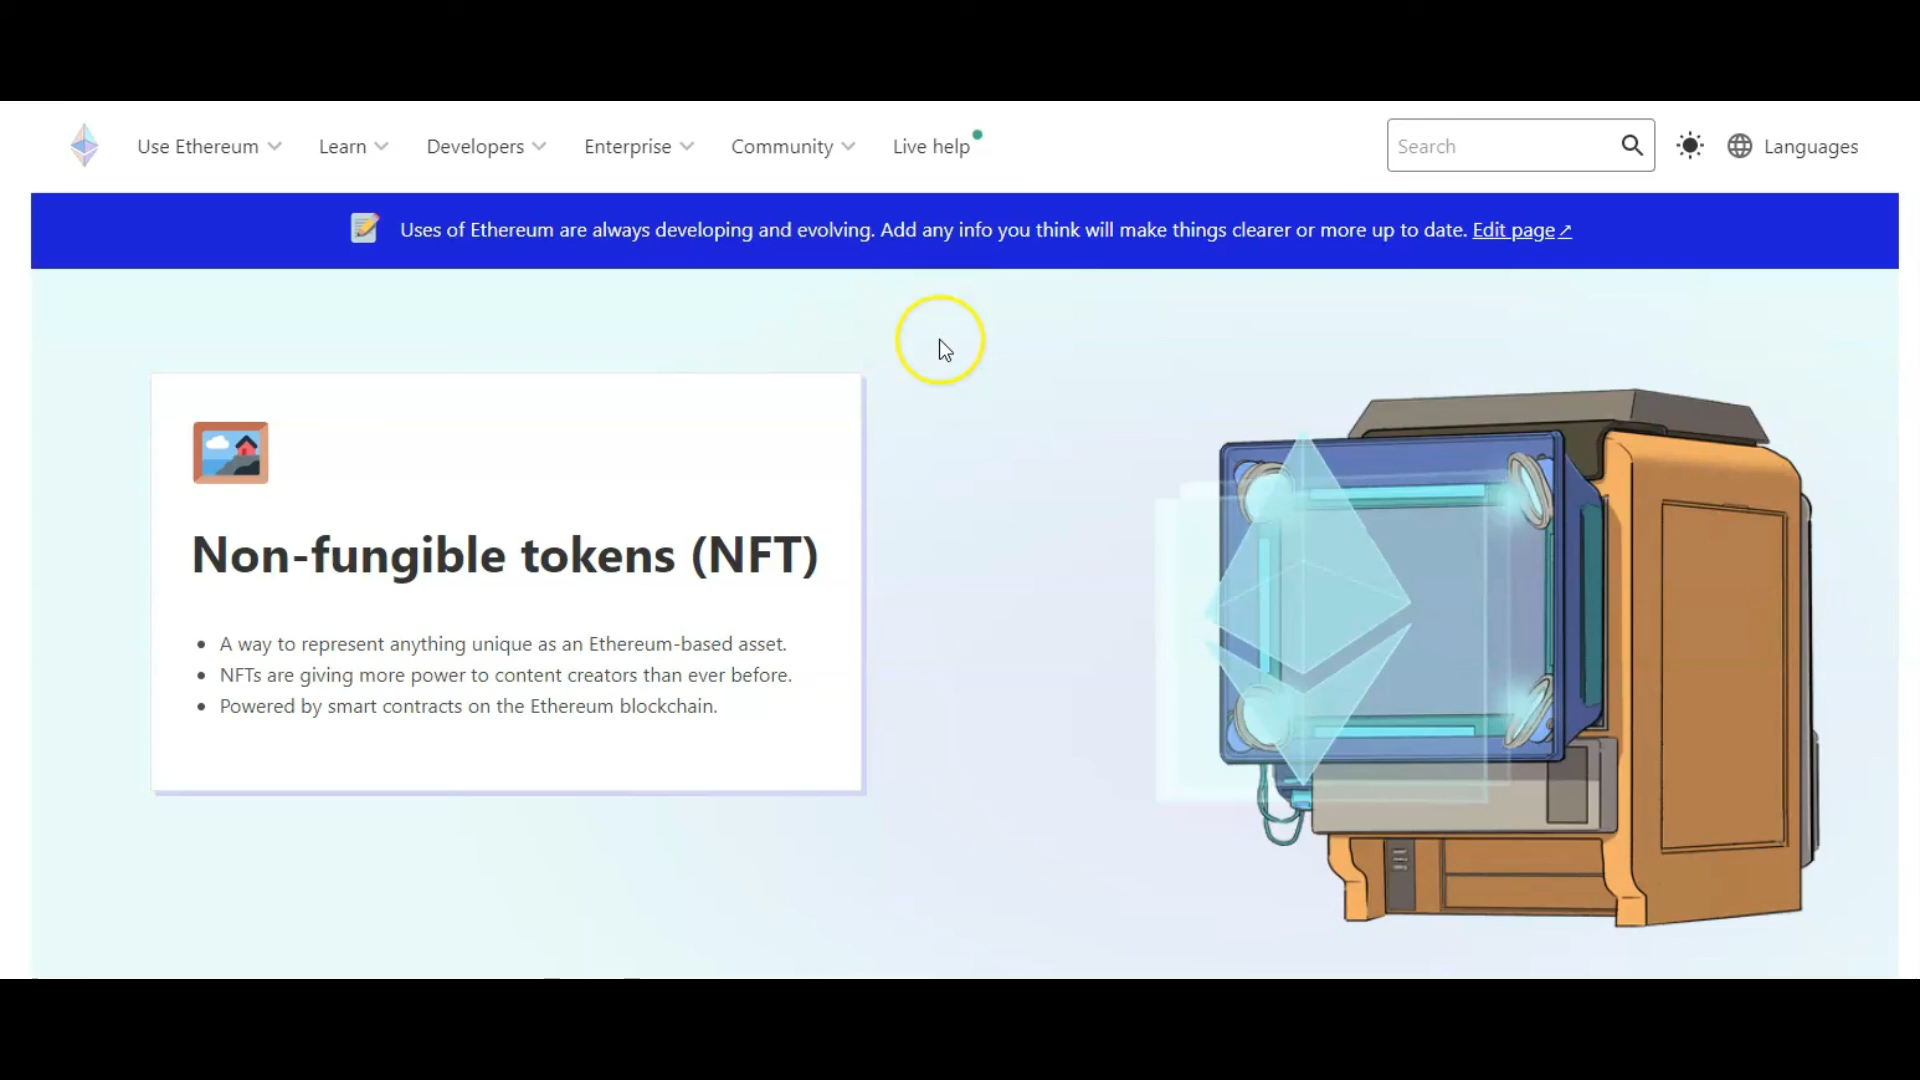 Use Ethereum Learn Developers Enterprise Community Live help Search Languages
Uses of Ethereum are always developing and evolving. Add any info you think will make things clearer or more up to date. Edit page↗
Non-fungible tokens (NFT)
• A way to represent anything unique as an Ethereum-based asset.
• NFTs are giving more power to content creators than ever before.
• Powered by smart contracts on the Ethereum blockchain.